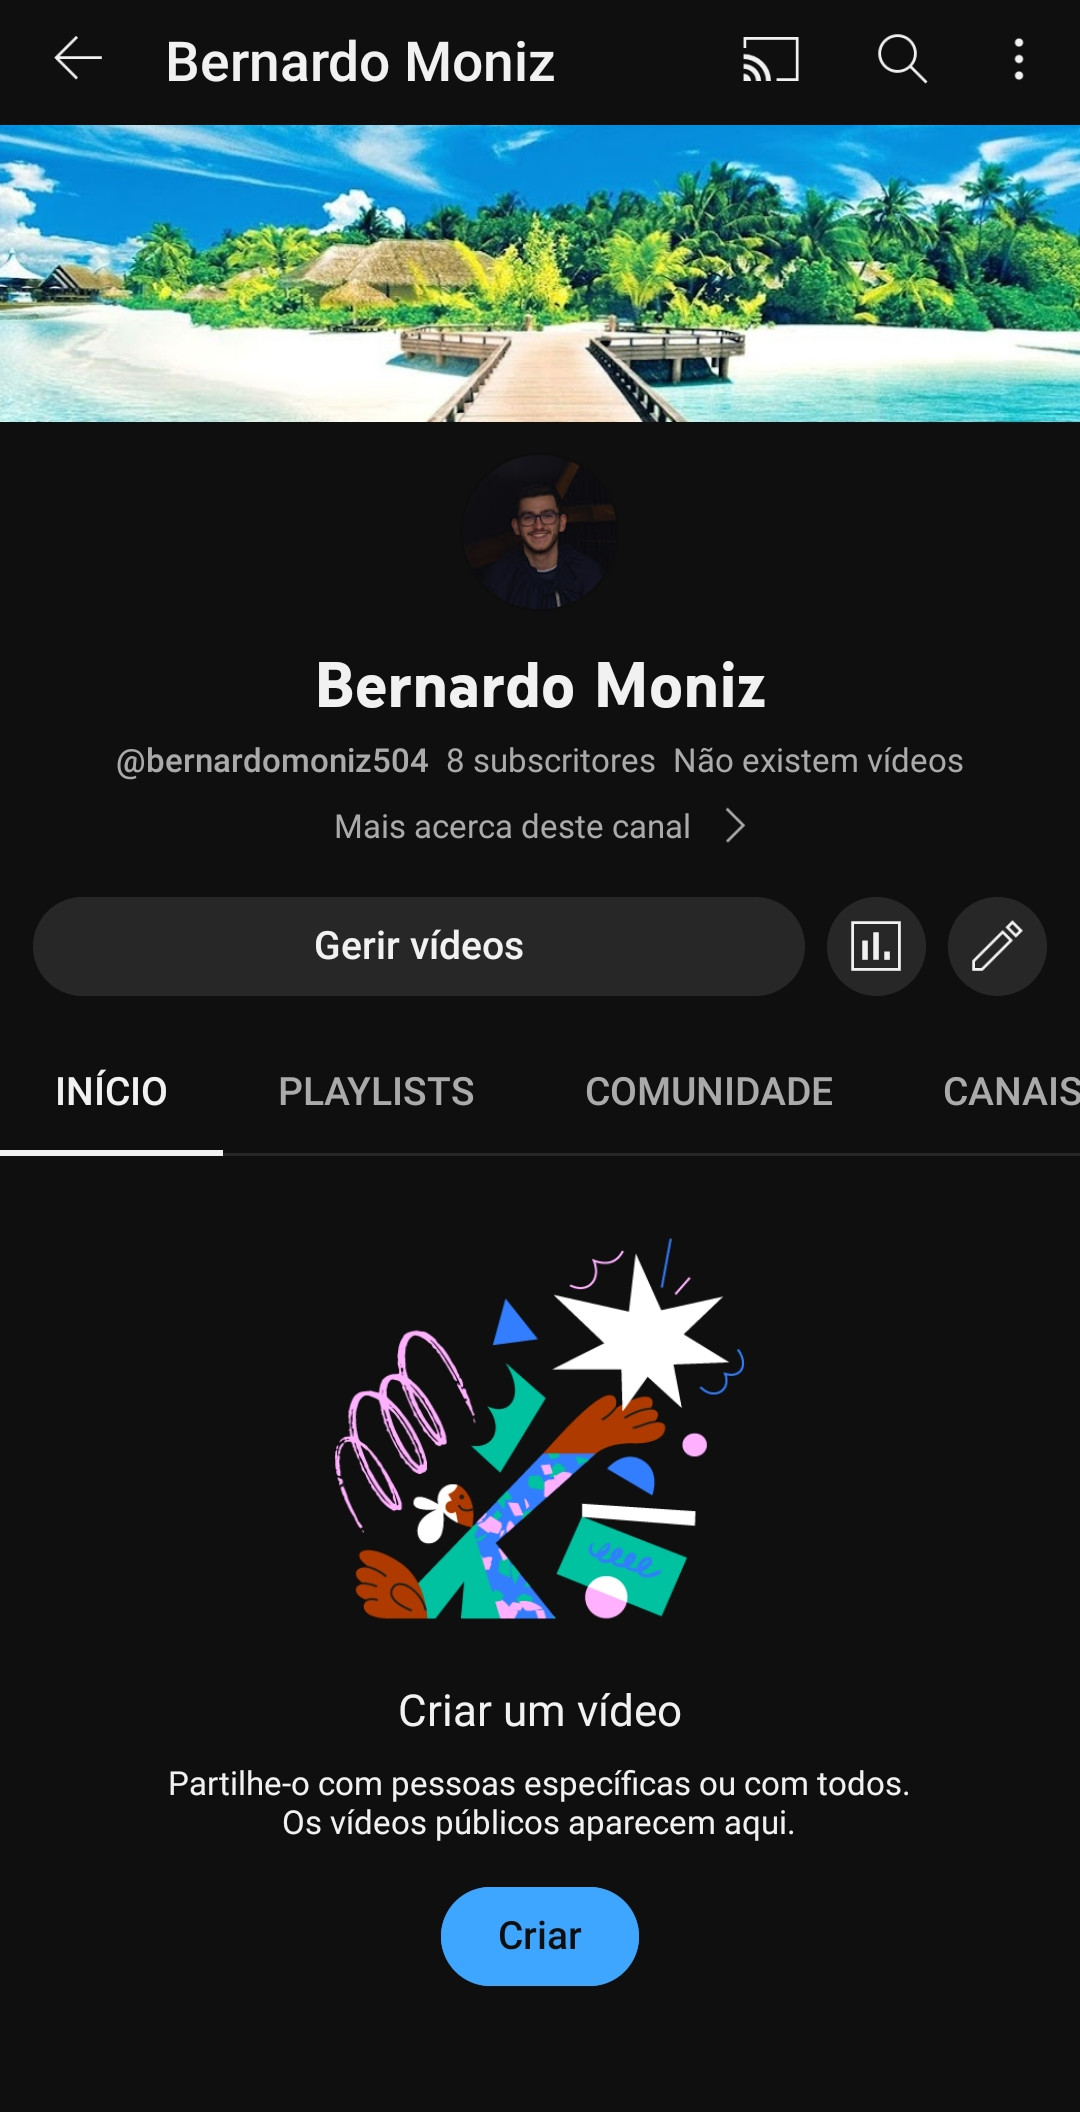 Bernardo Moniz
Bernardo Moniz
@bernardomoniz504 8 subscritores Não existem vídeos
Mais acerca deste canal
Gerir vídeos
INÍCIO PLAYLISTS COMUNIDADE CANAIS
Criar um vídeo
Partilhe-o com pessoas específicas ou com todos.
Os vídeos públicos aparecem aqui.
Criar